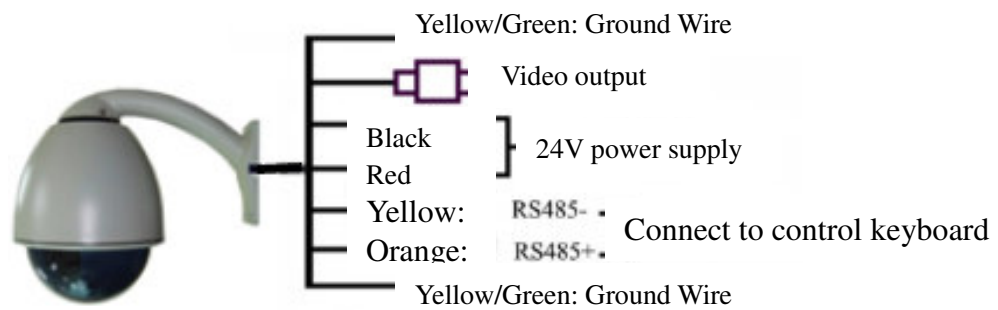 Yellow/Green: Ground Wire
Video output
Black
Red
24V power supply
Yellow: RS485-
Orange: RS485+
Connect to control keyboard
Yellow/Green: Ground Wire